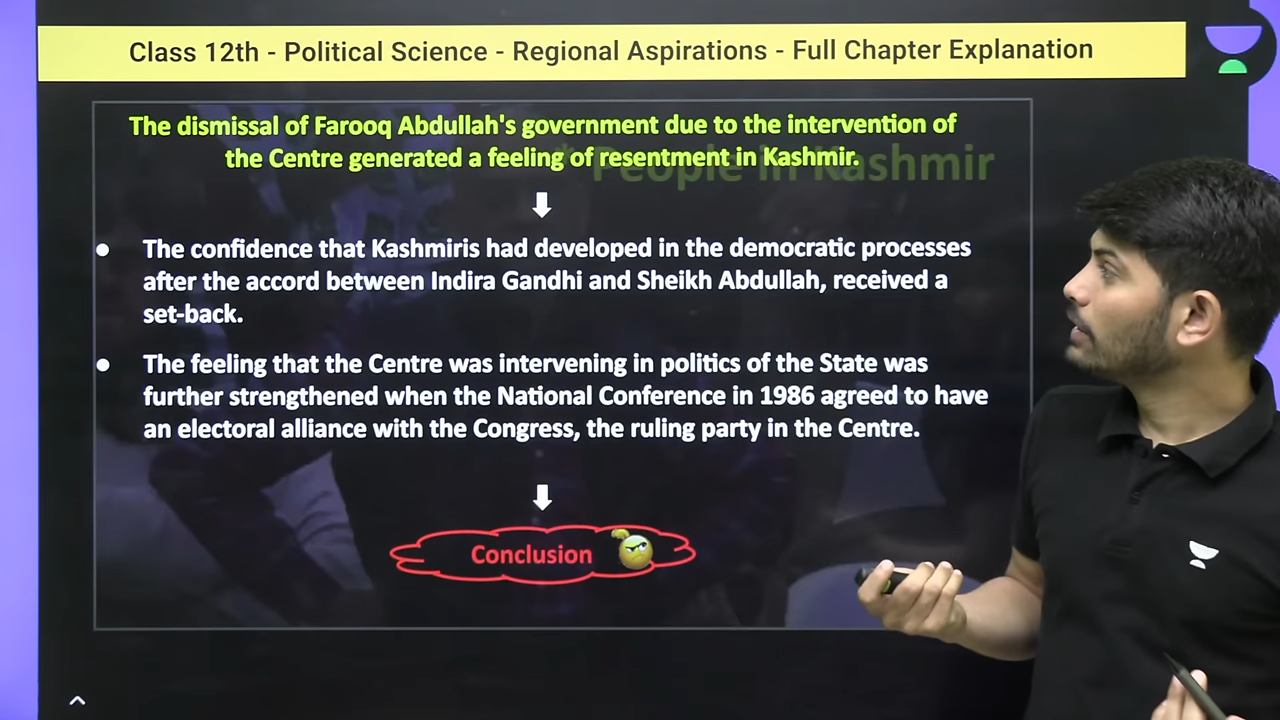 Class 12th - Political Science - Regional Aspirations - Full Chapter Explanation
The dismissal of Farooq Abdullah's government due to the intervention of
the Centre generated a feeling of resentment in Kashmir.
People in Kashmir
The confidence that Kashmiris had developed in the democratic processes
after the accord between Indira Gandhi and Sheikh Abdullah, received a
set-back.
The feeling that the Centre was intervening in politics of the State was
further strengthened when the National Conference in 1986 agreed to have
an electoral alliance with the Congress, the ruling party in the Centre.
Conclusion